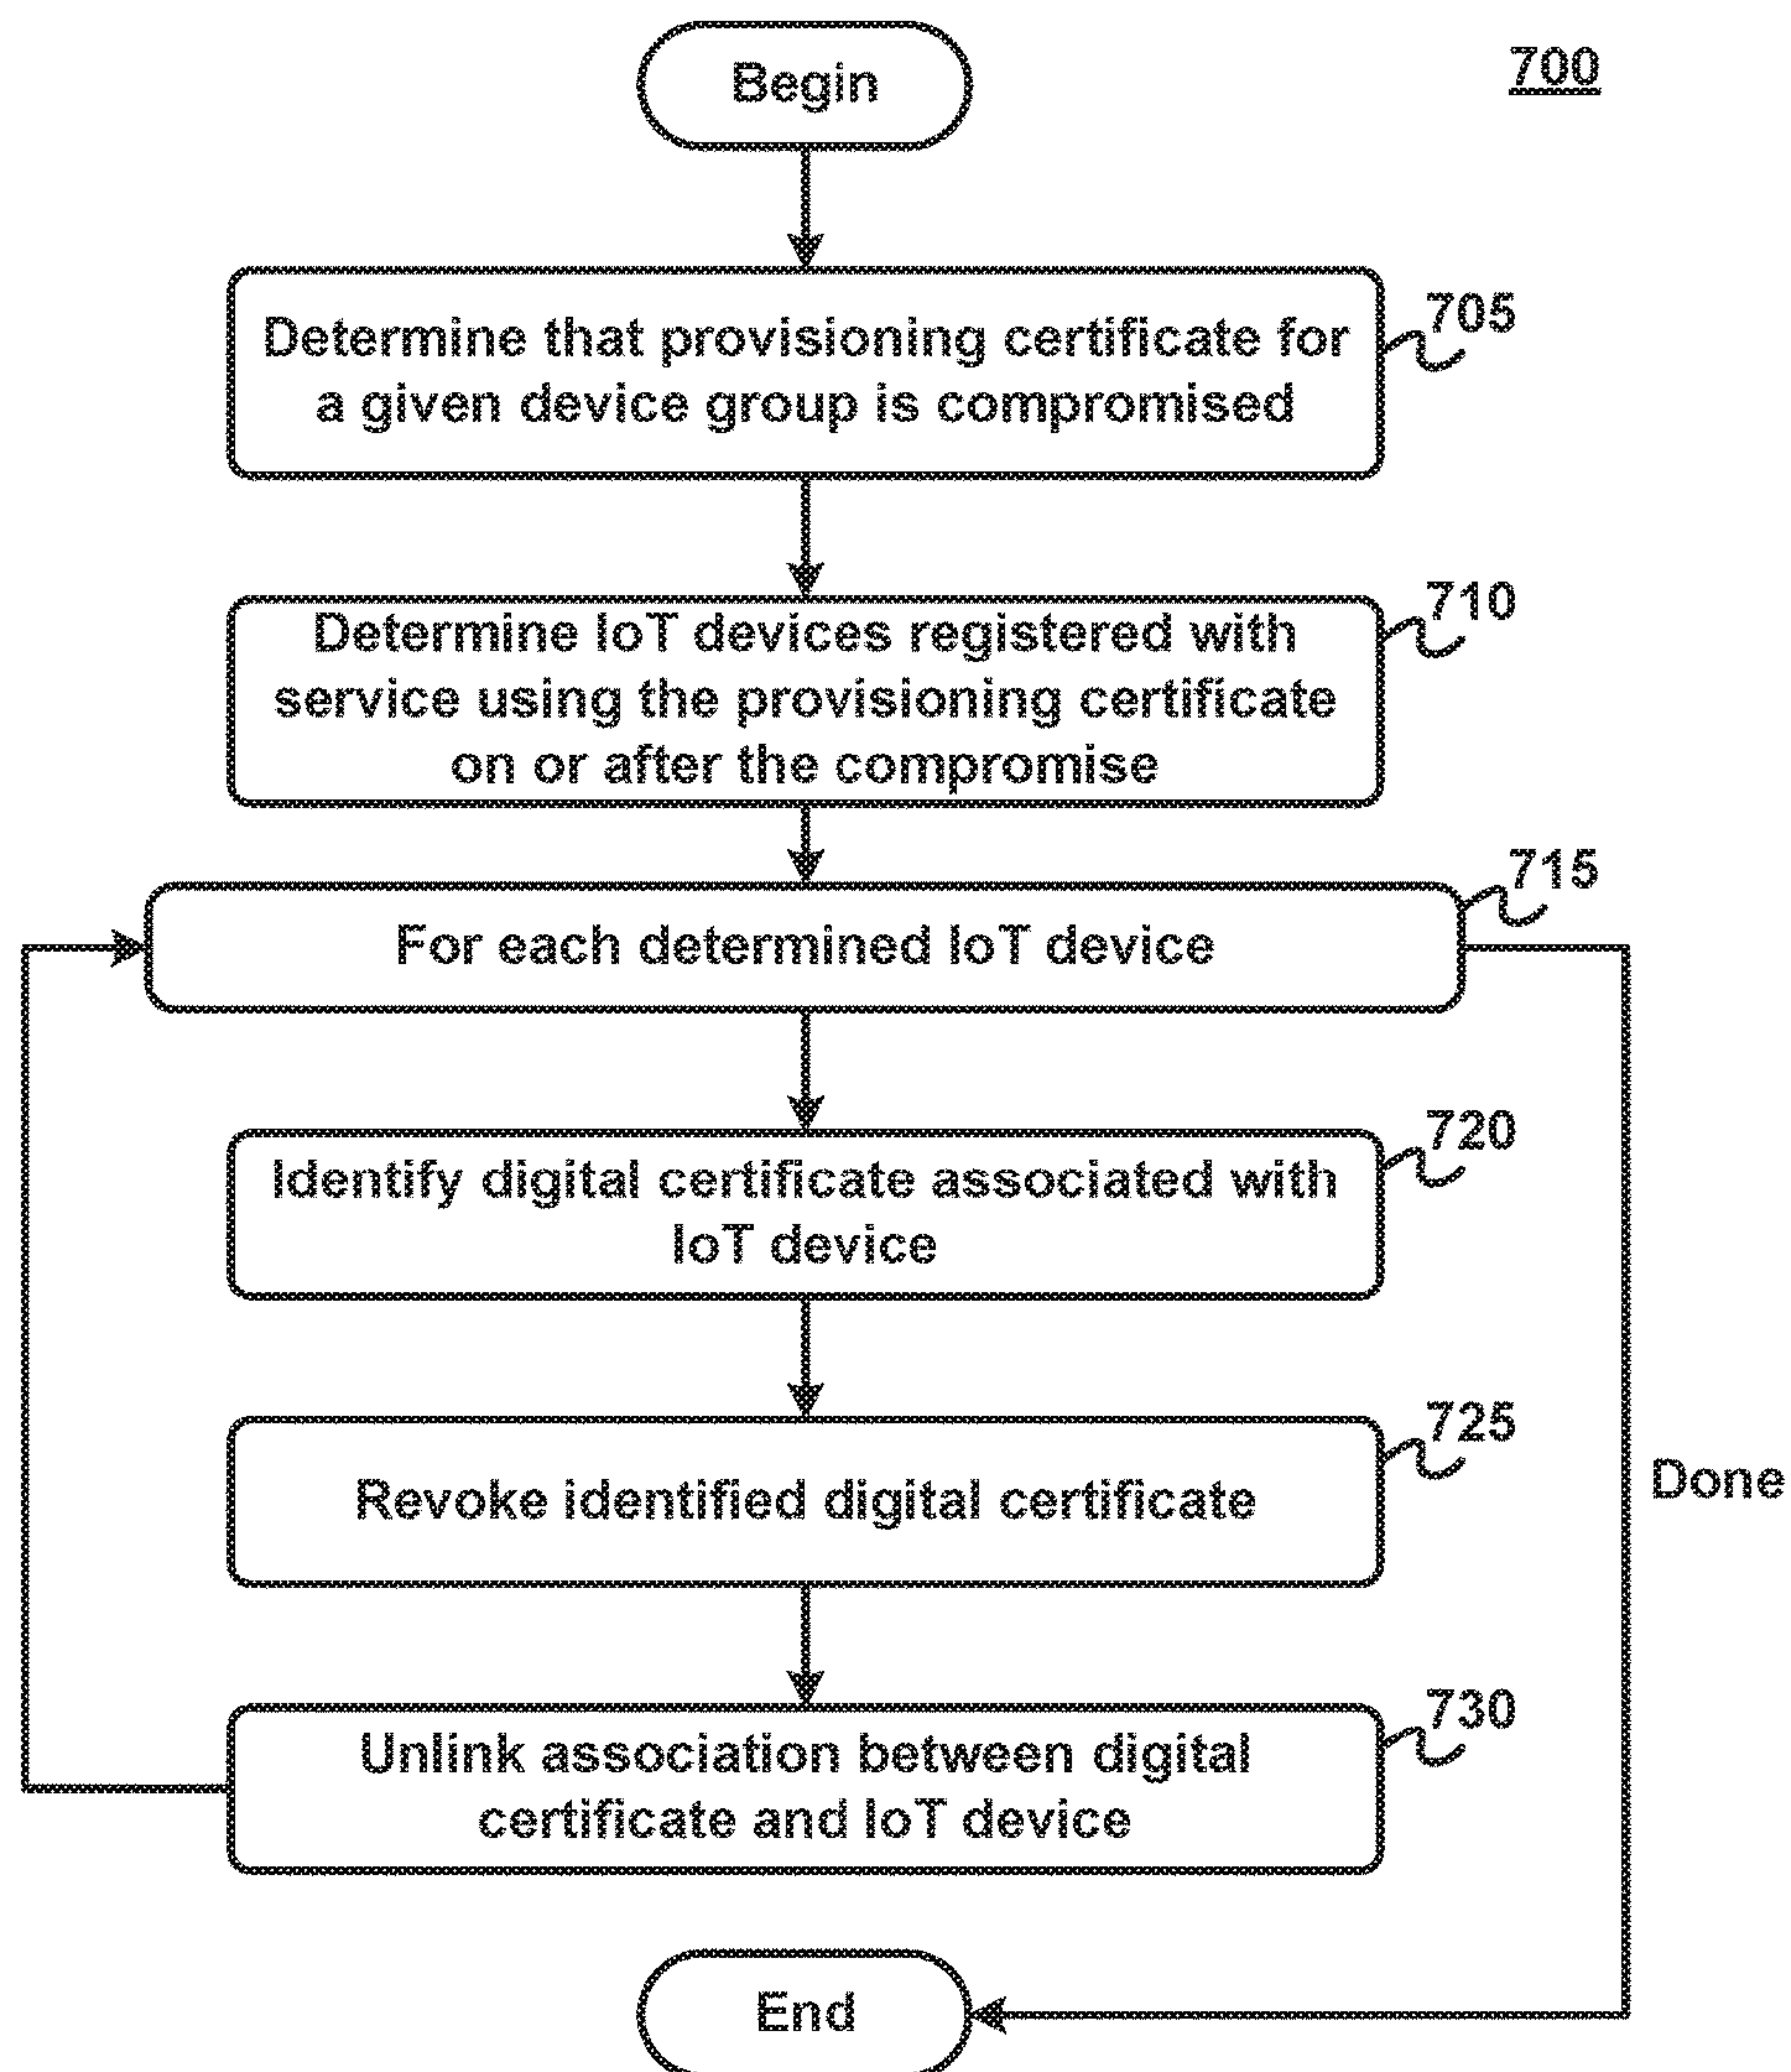 Begin
700
Determine that provisioning certificate for
a given device group is compromised
705
Determine IoT devices registered with
service using the provisioning certificate
on or after the compromise
710
For each determined IoT device
715
Identify digital certificate associated with
IoT device
720
Revoke identified digital certificate
725
Done
Unlink association between digital
certificate and IoT device
730
End